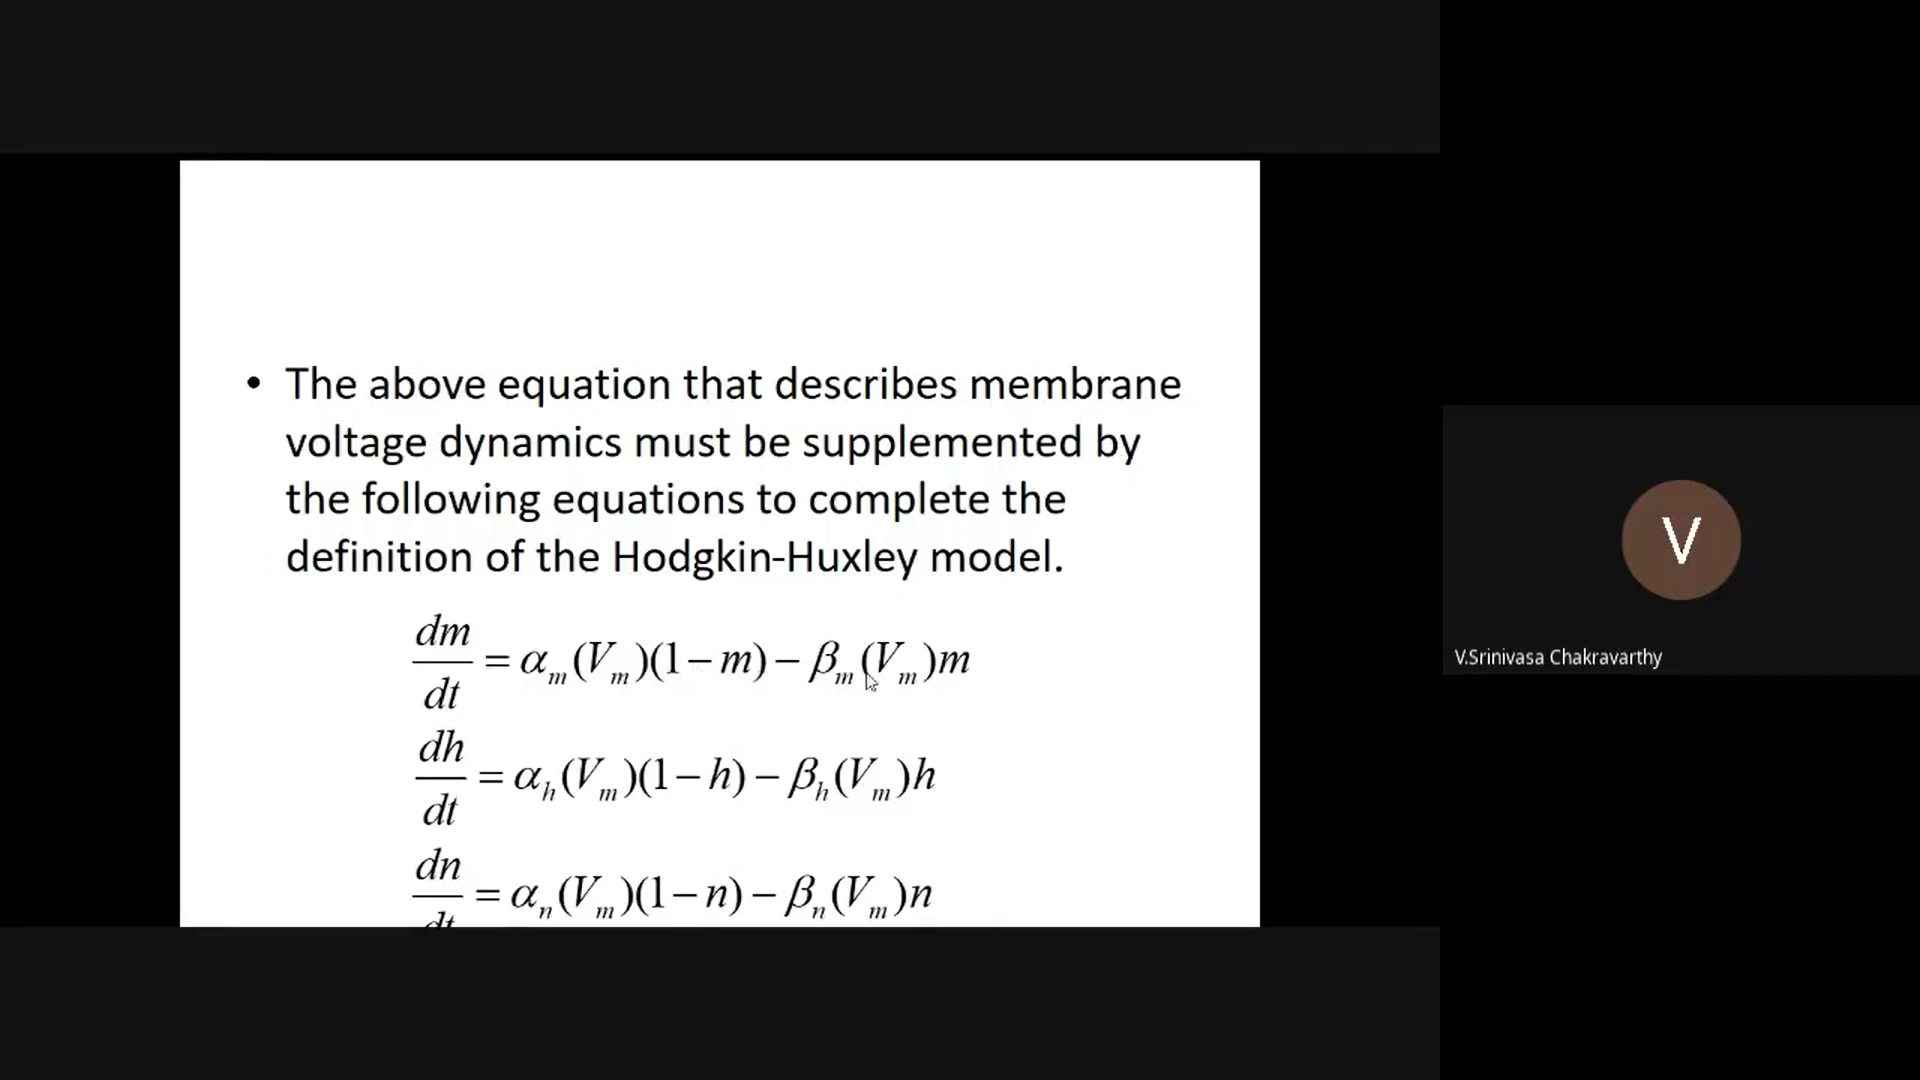 • The above equation that describes membrane
voltage dynamics must be supplemented by
the following equations to complete the
definition of the Hodgkin-Huxley model.
dm/dt = α_m(V_m)(1−m)−β_m(V_m)m
dh/dt = α_h(V_m)(1−h)−β_h(V_m)h
dn/dt = α_n(V_m)(1−n)−β_n(V_m)n
V
V.Srinivasa Chakravarthy